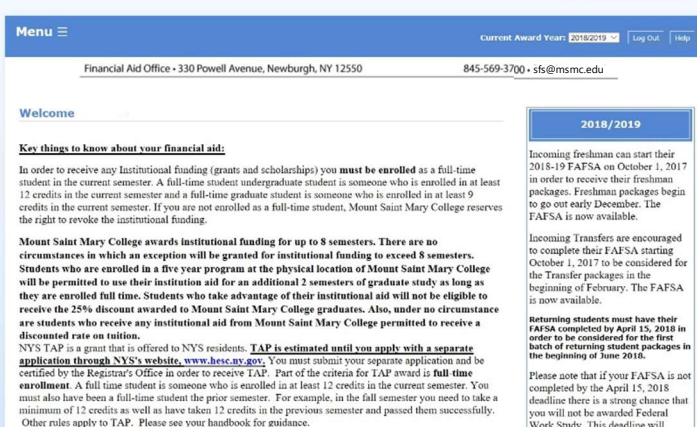 Menu ☰
Current Award Year: 2018/2019 Log Out Help
Financial Aid Office • 330 Powell Avenue, Newburgh, NY 12550 845-569-3700 • sfs@msmc.edu
Welcome
Key things to know about your financial aid:
In order to receive any Institutional funding (grants and scholarships) you must be enrolled as a full-time
student in the current semester. A full-time student undergraduate student is someone who is enrolled in at least
12 credits in the current semester and a full-time graduate student is someone who is enrolled in at least 9
credits in the current semester. If you are not enrolled as a full-time student, Mount Saint Mary College reserves
the right to revoke the institutional funding.
Mount Saint Mary College awards institutional funding for up to 8 semesters. There are no
circumstances in which an exception will be granted for institutional funding to exceed 8 semesters.
Students who are enrolled in a five year program at the physical location of Mount Saint Mary College
will be permitted to use their institution aid for an additional 2 semesters of graduate study as long as
they are enrolled full time. Students who take advantage of their institutional aid will not be eligible to
receive the 25% discount awarded to Mount Saint Mary College graduates. Also, under no circumstance
are students who receive any institutional aid from Mount Saint Mary College permitted to receive a
discounted rate on tuition.
NYS TAP is a grant that is offered to NYS residents. TAP is estimated until you apply with a separate
application through NYS's website, www.hesc.ny.gov. You must submit your separate application and be
certified by the Registrar's Office in order to receive TAP. Part of the criteria for TAP award is full-time
enrollment. A full time student is someone who is enrolled in at least 12 credits in the current semester. You
must also have been a full-time student the prior semester. For example, in the fall semester you need to take a
minimum of 12 credits as well as have taken 12 credits in the previous semester and passed them successfully.
Other rules apply to TAP. Please see your handbook for guidance.
2018/2019
Incoming freshman can start their
2018-19 FAFSA on October 1, 2017
in order to receive their freshman
packages. Freshman packages begin
to go out early December. The
FAFSA is now available.
Incoming Transfers are encouraged
to complete their FAFSA starting
October 1, 2017 to be considered for
the Transfer packages in the
beginning of February. The FAFSA
is now available.
Returning students must have their
FAFSA completed by April 15, 2018 in
order to be considered for the first
batch of returning student packages in
the beginning of June 2018.
Please note that if your FAFSA is not
completed by the April 15, 2018
deadline there is a strong chance that
you will not be awarded Federal
Work Study. This deadline will